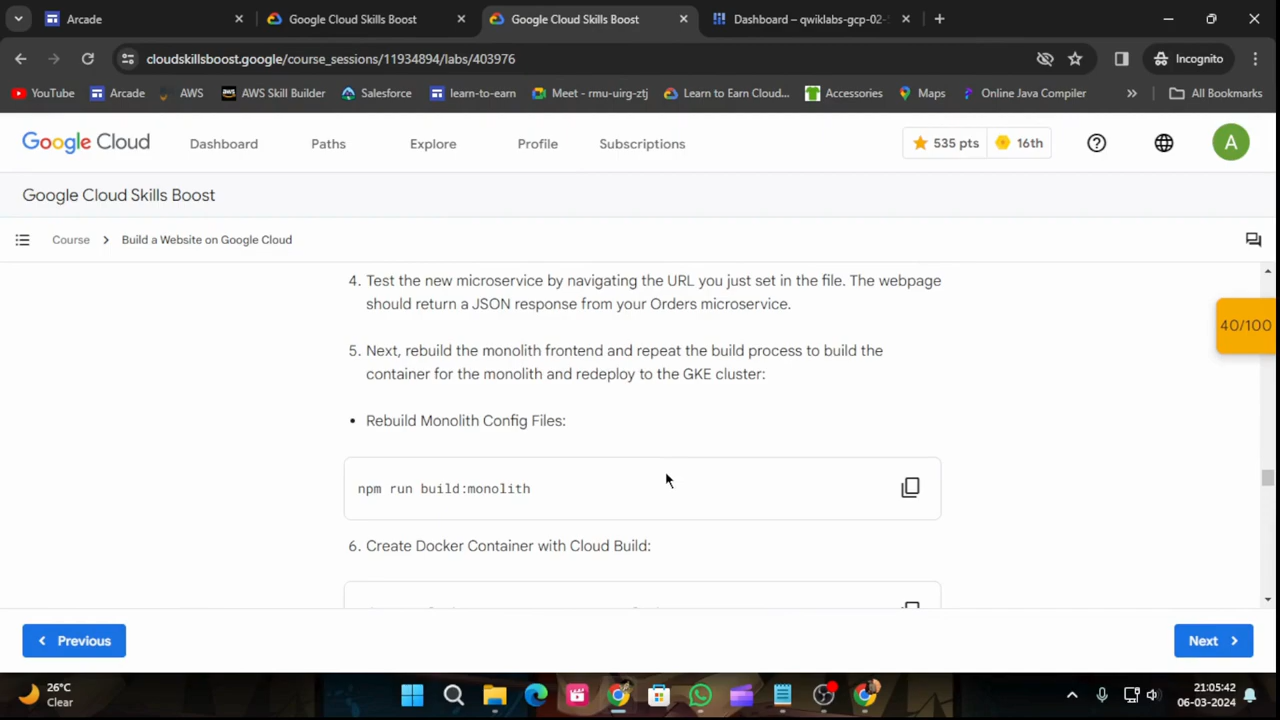 Arcade
Google Cloud Skills Boost
Google Cloud Skills Boost
Dashboard – qwiklabs-gcp-02-
cloudskillsboost.google/course_sessions/11934894/labs/403976
Incognito
YouTube
Arcade
AWS
AWS Skill Builder
Salesforce
learn-to-earn
Meet - rmu-uirg-ztj
Learn to Earn Cloud...
Accessories
Maps
Online Java Compiler
»
All Bookmarks
Google Cloud
Dashboard
Paths
Explore
Profile
Subscriptions
535 pts
16th
A
Google Cloud Skills Boost
Course
Build a Website on Google Cloud
4. Test the new microservice by navigating the URL you just set in the file. The webpage
should return a JSON response from your Orders microservice.
40/100
5. Next, rebuild the monolith frontend and repeat the build process to build the
container for the monolith and redeploy to the GKE cluster:
• Rebuild Monolith Config Files:
npm run build:monolith
6. Create Docker Container with Cloud Build:
Previous
Next
26°C
Clear
21:05:42
06-03-2024